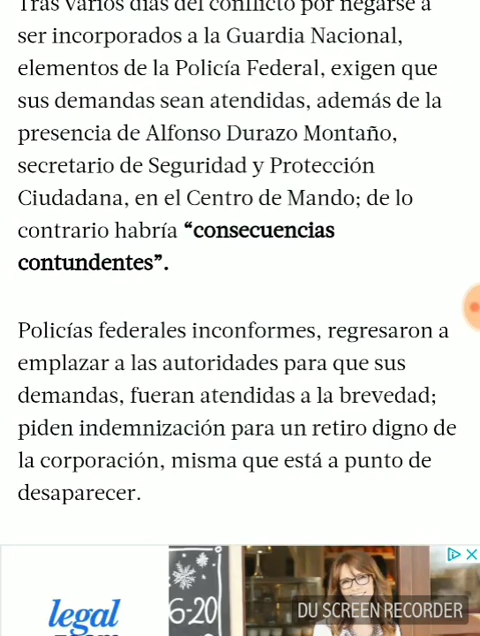 Tras varios días del conflicto por negarse a
ser incorporados a la Guardia Nacional,
elementos de la Policía Federal, exigen que
sus demandas sean atendidas, además de la
presencia de Alfonso Durazo Montaño,
secretario de Seguridad y Protección
Ciudadana, en el Centro de Mando; de lo
contrario habría “consecuencias
contundentes”.
Policías federales inconformes, regresaron a
emplazar a las autoridades para que sus
demandas, fueran atendidas a la brevedad;
piden indemnización para un retiro digno de
la corporación, misma que está a punto de
desaparecer.
legal
6-20
DU SCREEN RECORDER